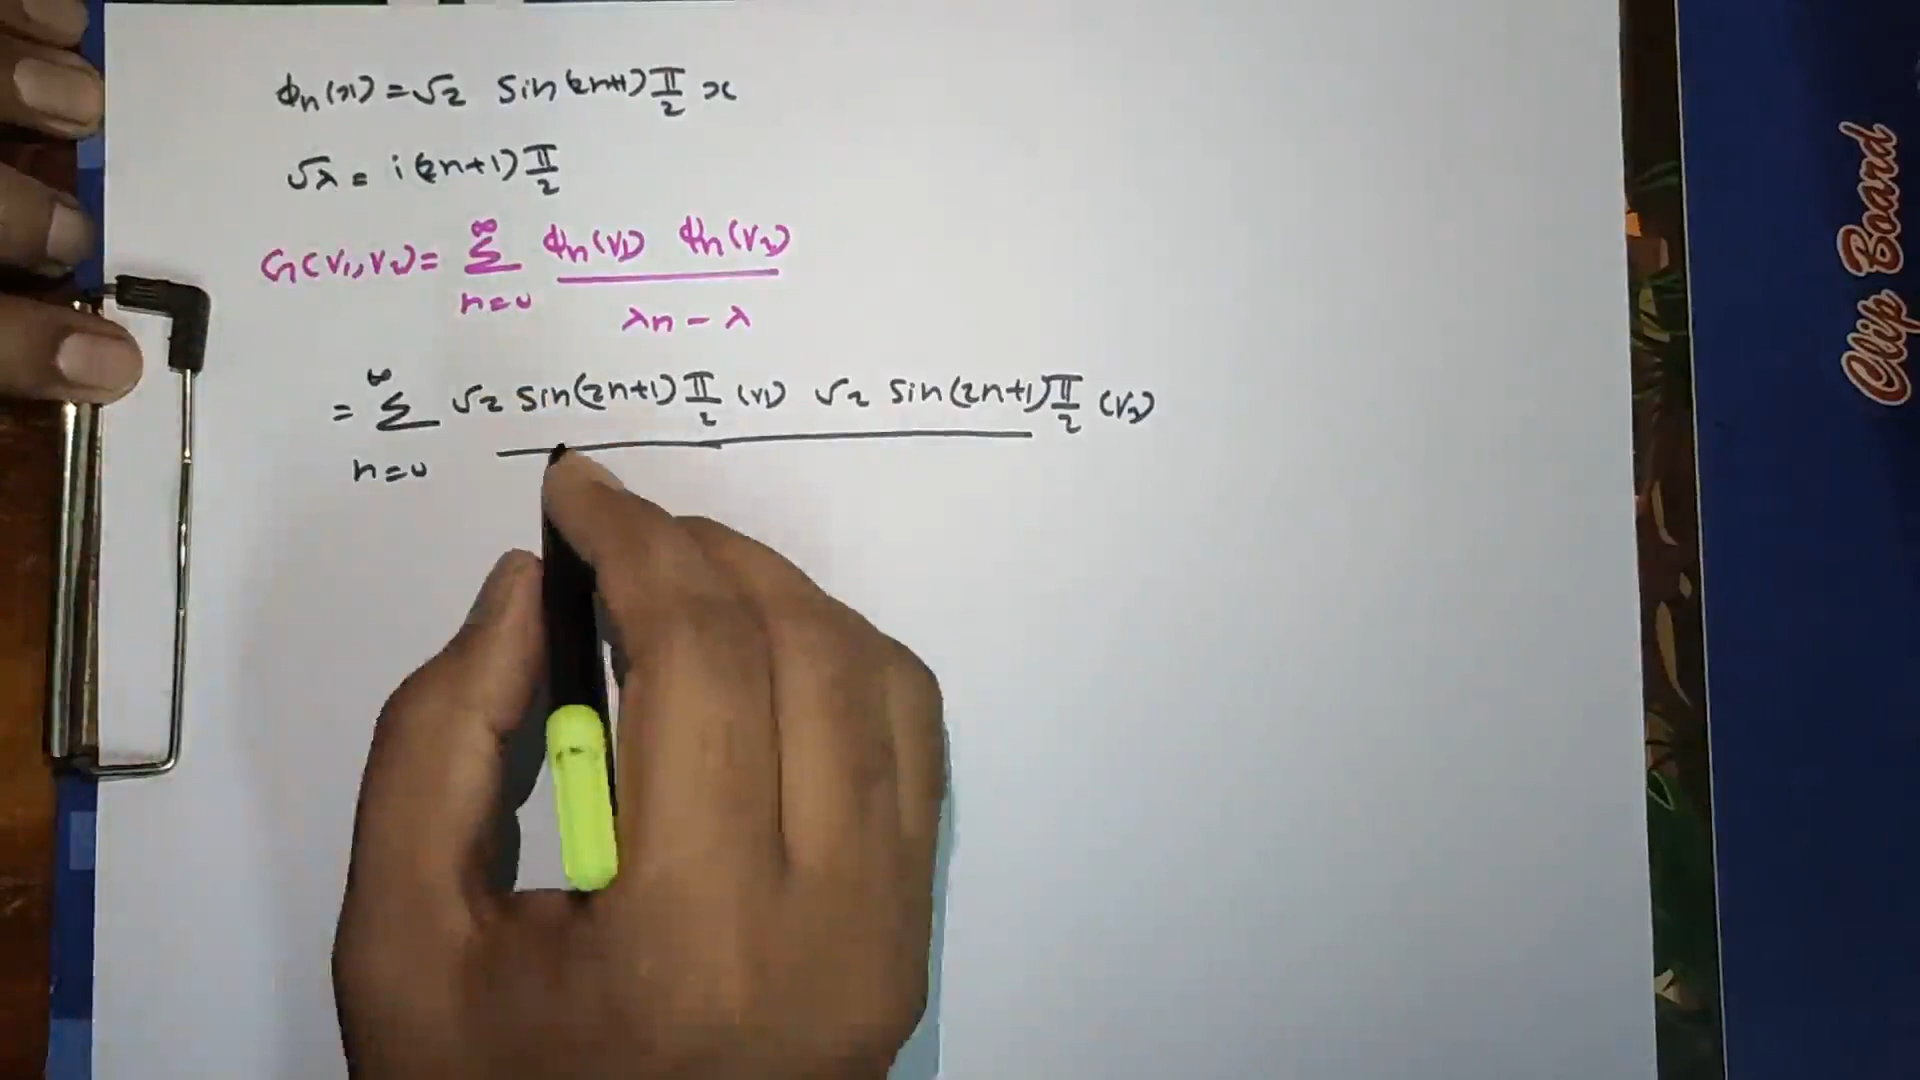 ϕn(x) = √2 sin(2n+1) π/2 x
√λ = i(2n+1) π/2
G(r₁,r₂) = ∞ Σ n=0 ϕn(r₁) ϕn(r₂) / λn - λ
= ∞ Σ n=0 √2 sin(2n+1) π/2 (r₁) √2 sin(2n+1) π/2 (r₂)
Clip Board